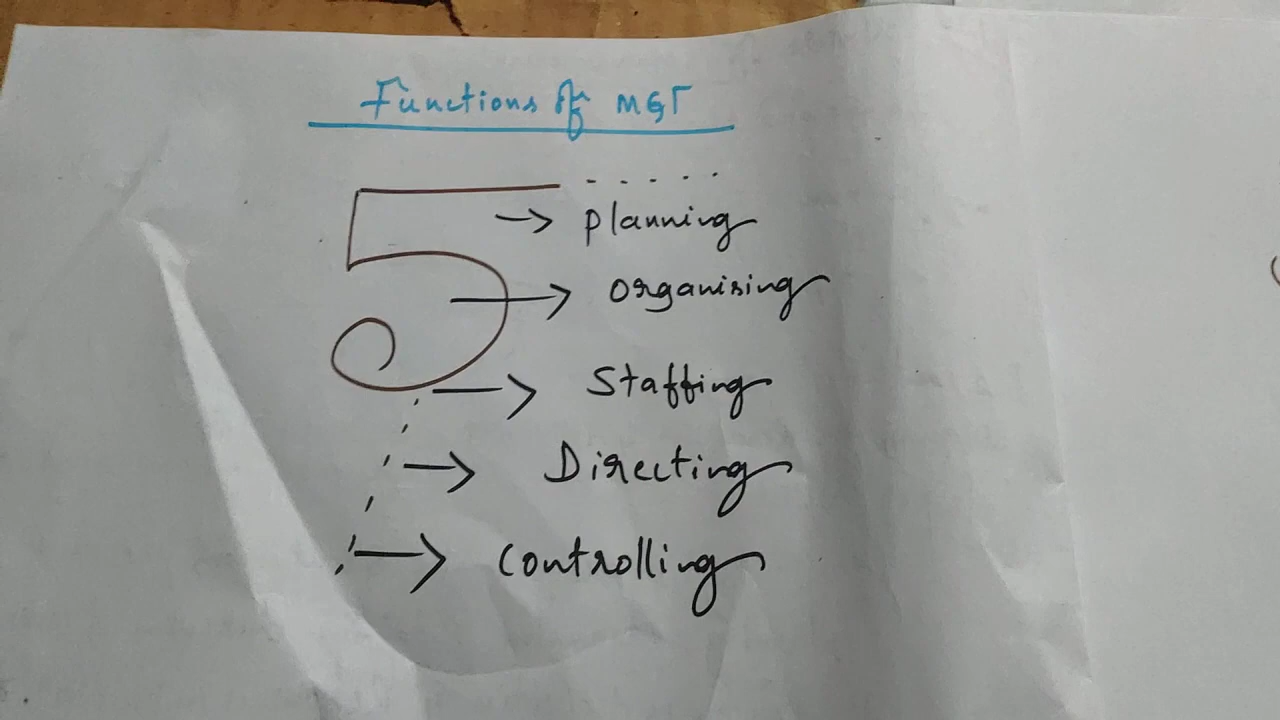 Functions of MGT
5
→ planning
→ organising
→ Staffing
→ Directing
→ controlling